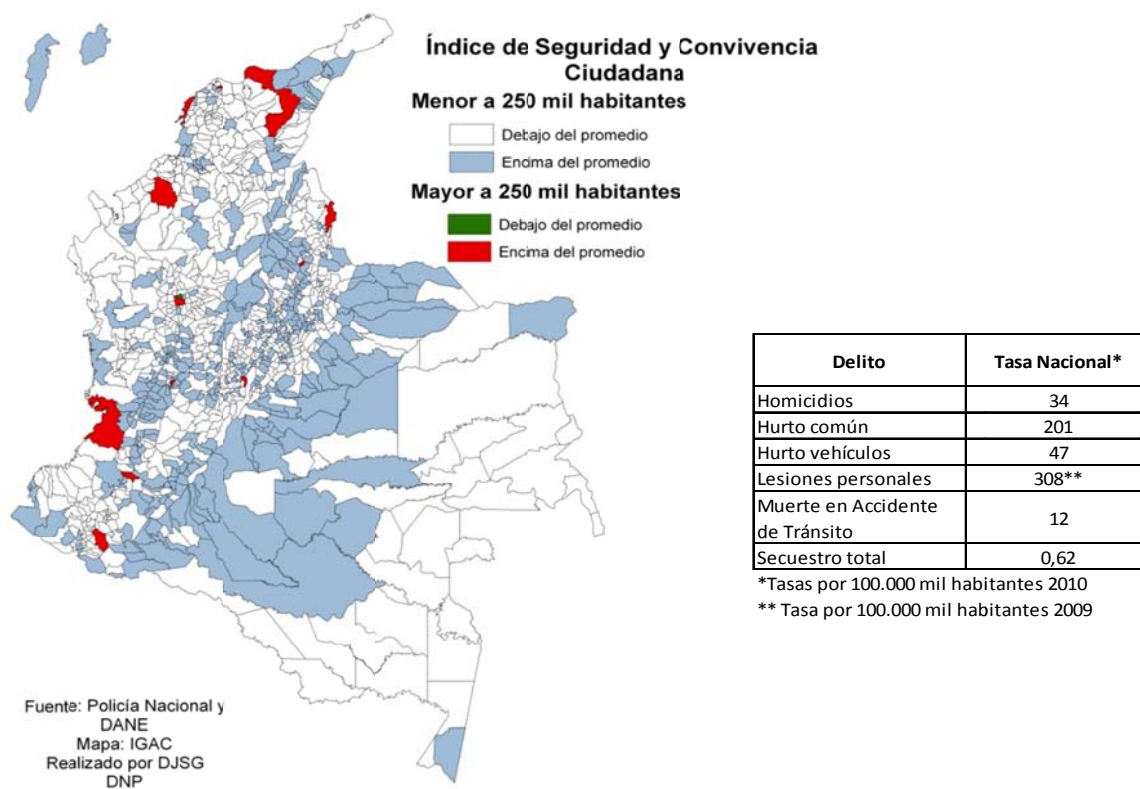 Índice de Seguridad y Convivencia
Ciudadana
Menor a 250 mil habitantes
Debajo del promedio
Encima del promedio
Mayor a 250 mil habitantes
Debajo del promedio
Encima del promedio
Delito Tasa Nacional*
Homicidios 34
Hurto común 201
Hurto vehículos 47
Lesiones personales 308**
Muerte en Accidente
de Tránsito 12
Secuestro total 0,62
*Tasas por 100.000 mil habitantes 2010
** Tasa por 100.000 mil habitantes 2009
Fuente: Policía Nacional y
DANE
Mapa: IGAC
Realizado por DJSG
DNP